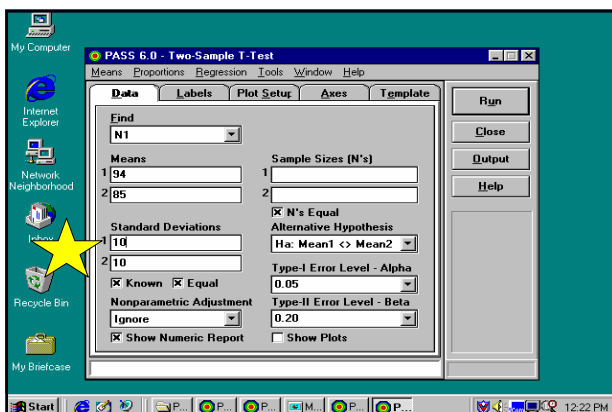 My Computer
Internet
Explorer
Network
Neighborhood
Inbox
Recycle Bin
My Briefcase
PASS 6.0 - Two-Sample T-Test
Means Proportions Regression Tools Window Help
Data Labels Plot Setup Axes Template
Find
N1
Means
1 94
2 85
Standard Deviations
1 10
2 10
Known Equal
Nonparametric Adjustment
Ignore
Show Numeric Report
Sample Sizes (N's)
1
2
N's Equal
Alternative Hypothesis
Ha: Mean1 <> Mean2
Type-I Error Level - Alpha
0.05
Type-II Error Level - Beta
0.20
Show Plots
Run
Close
Output
Help
Start P... P... P... M... P... P... 12:22 PM